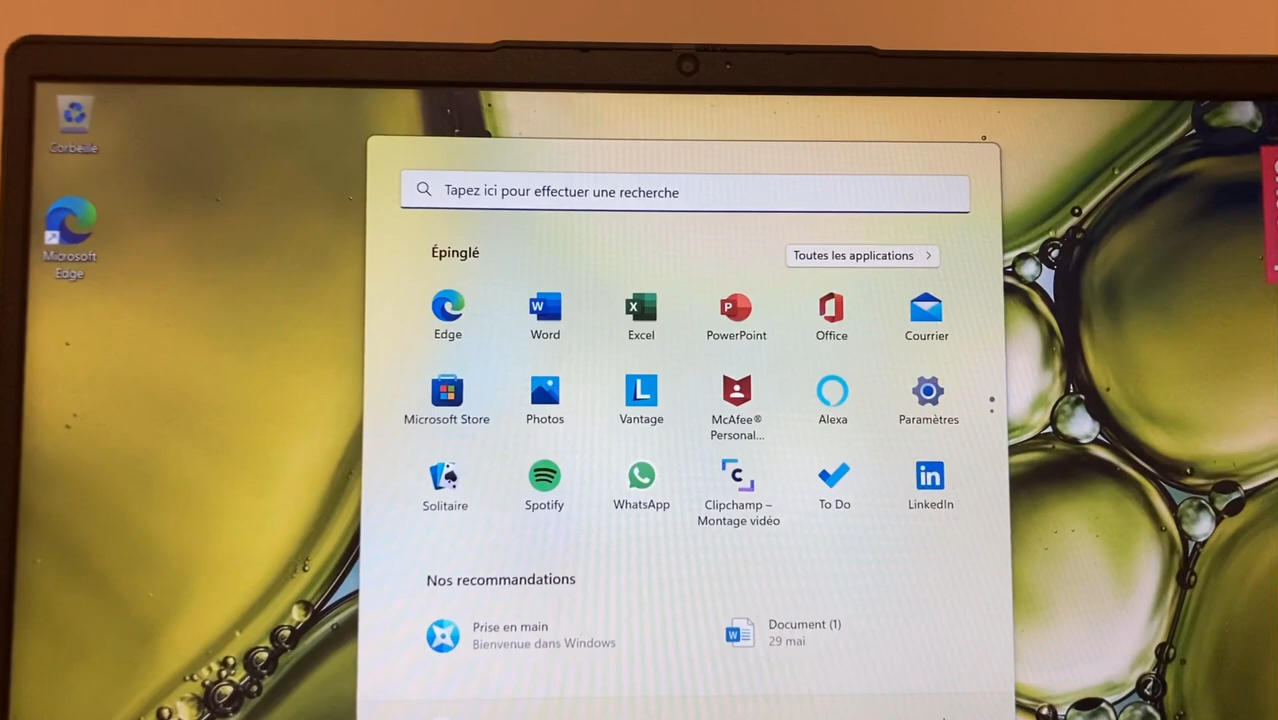 Corbeille
Microsoft
Edge
Tapez ici pour effectuer une recherche
Épinglé
Toutes les applications
Edge
Word
Excel
PowerPoint
Office
Courrier
Microsoft Store
Photos
Vantage
McAfee®
Personal...
Alexa
Paramètres
Solitaire
Spotify
WhatsApp
Clipchamp –
Montage vidéo
To Do
LinkedIn
Nos recommandations
Prise en main
Bienvenue dans Windows
Document (1)
29 mai